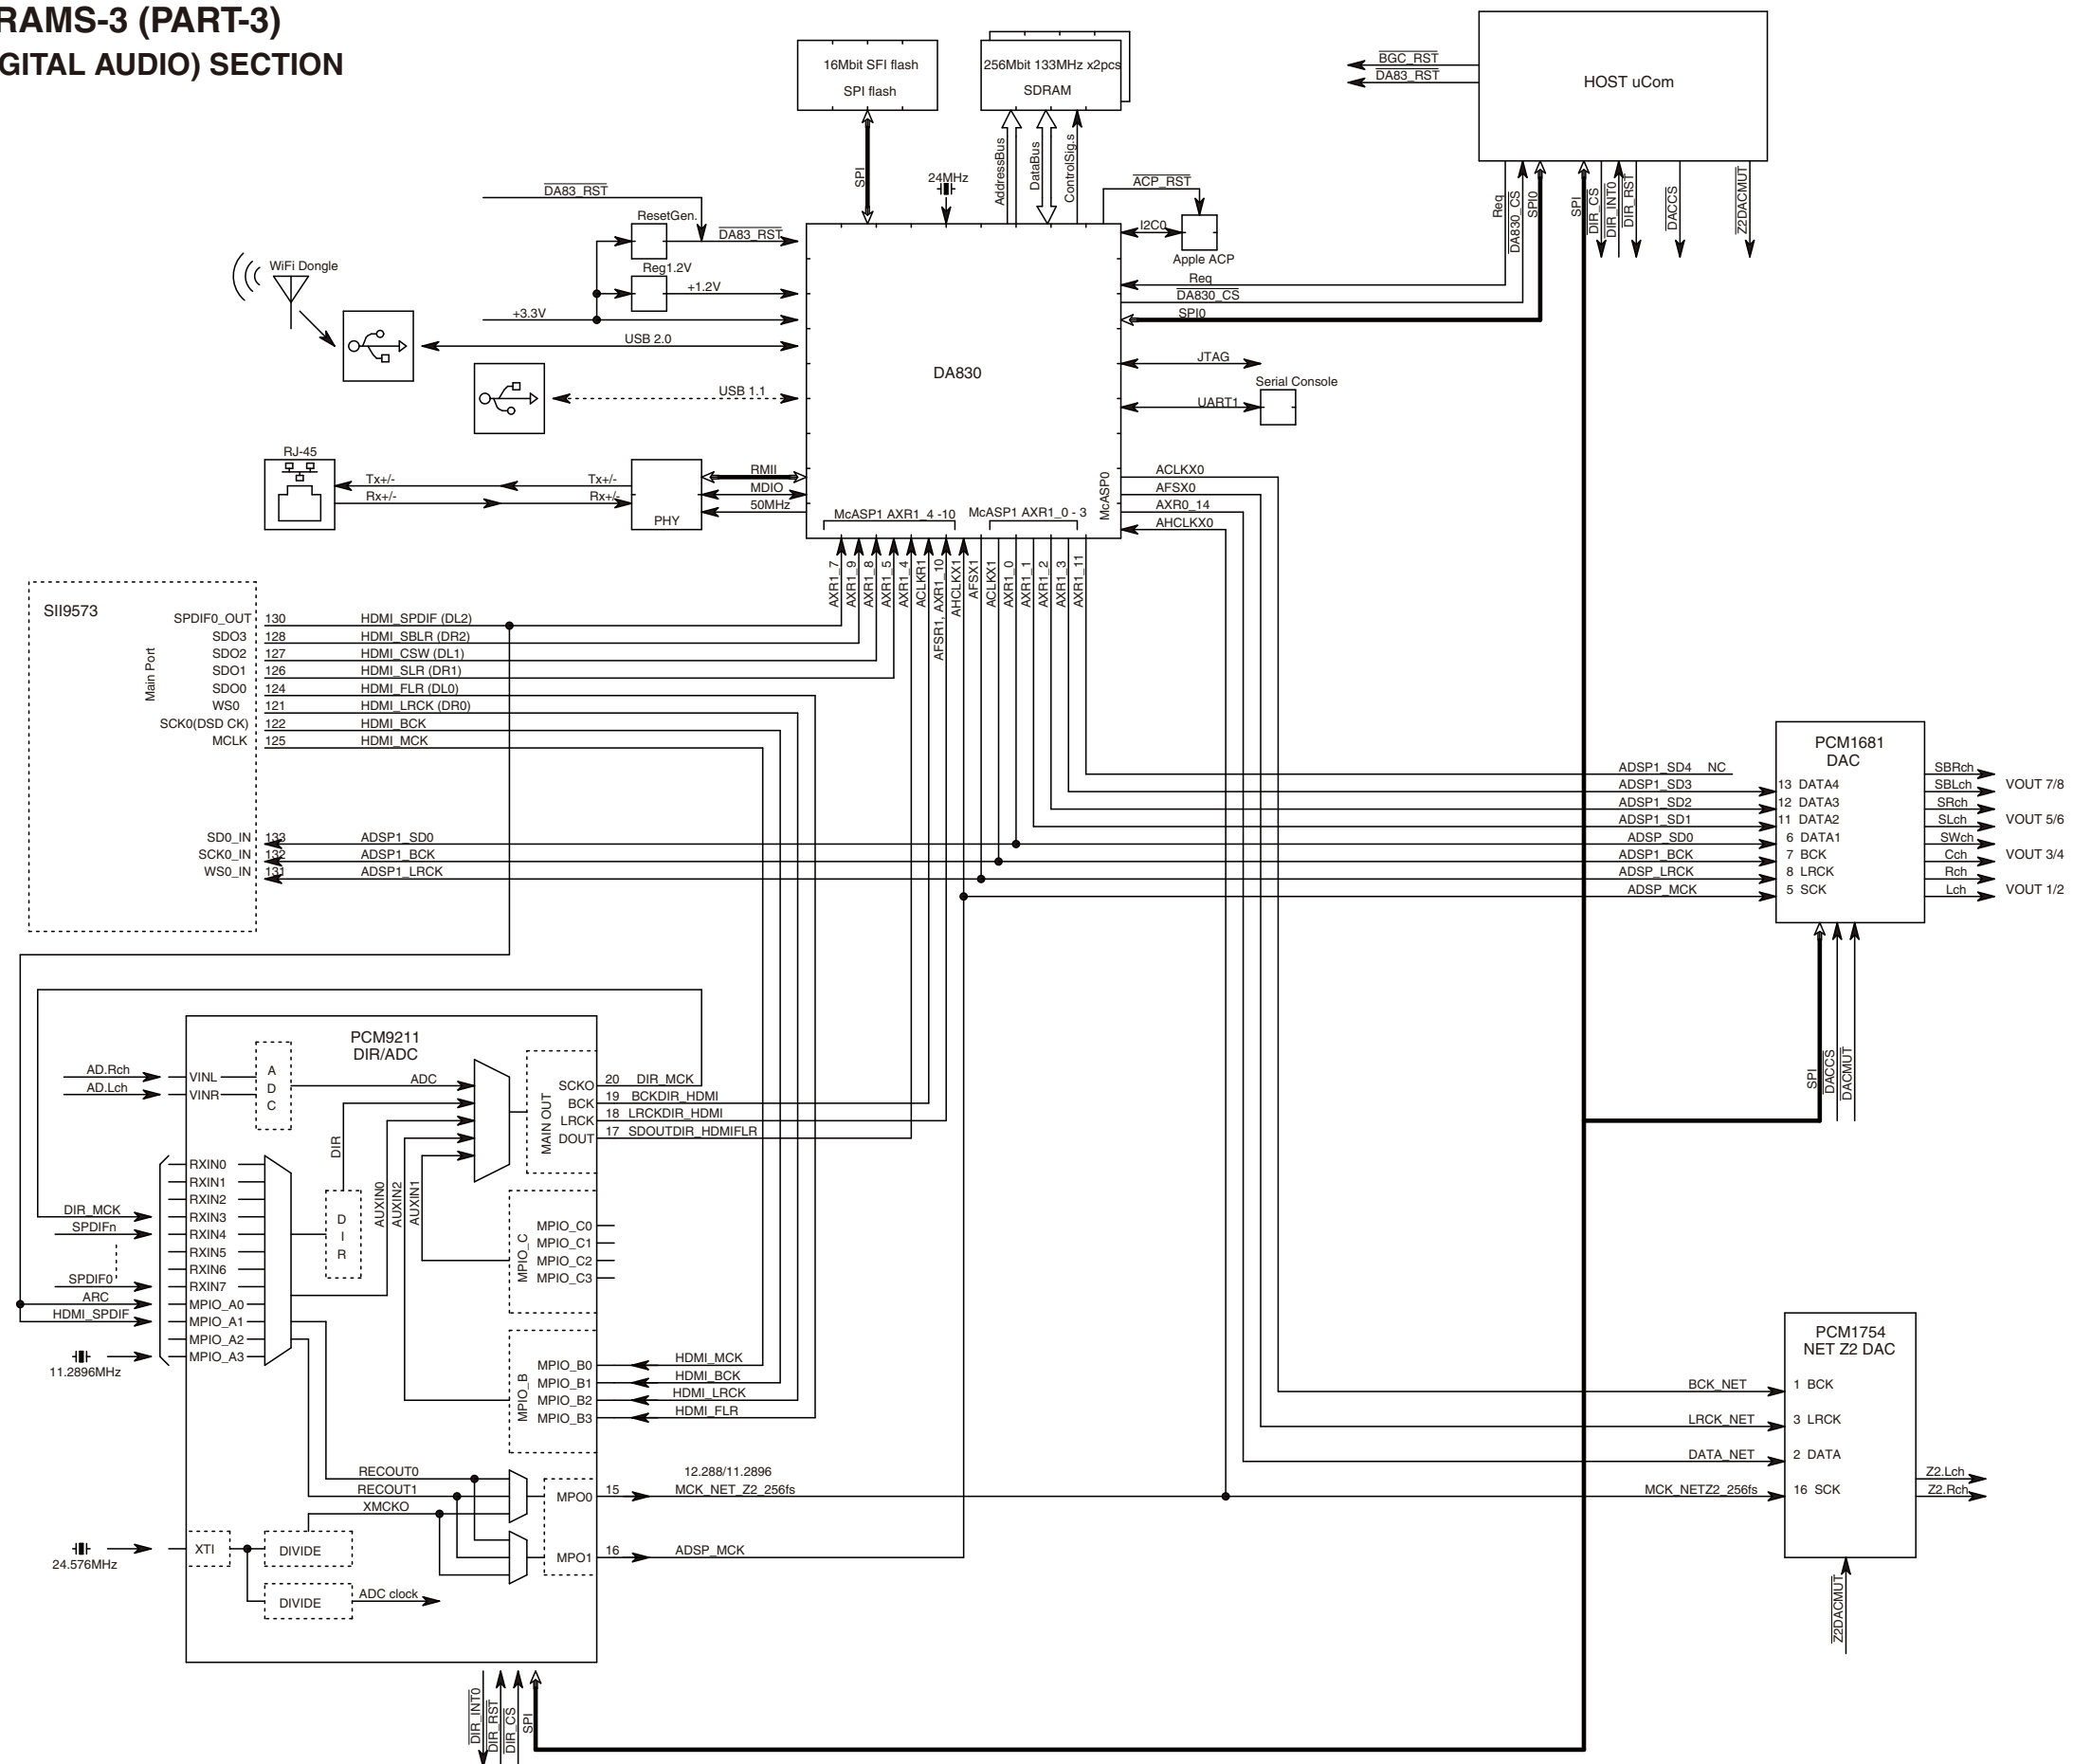 RAMS-3 (PART-3)
GITAL AUDIO) SECTION
16Mbit SFI flash
SPI flash
256Mbit 133MHz x2pcs
SDRAM
HOST uCom
BGC_RST
DA83_RST
SPI
24MHz
AddressBus
DataBus
ControlSig.s
ACP_RST
I2C0
Apple ACP
Req
DA830_CS
SPI0
SPI
DIR_CS
DIR_INT0
DIR_RST
DACCS
Z2DACMUT
DA83_RST
ResetGen.
DA83_RST
Reg1.2V
+1.2V
+3.3V
WiFi Dongle
USB 2.0
USB 1.1
DA830
Req
DA830_CS
SPI0
JTAG
Serial Console
UART1
RJ-45
Tx+/-
Tx+/-
Rx+/-
Rx+/-
PHY
RMII
MDIO
50MHz
McASP1 AXR1_4 -10
McASP1 AXR1_0 - 3
McASP0
ACLKX0
AFSX0
AXR0_14
AHCLKX0
AXR1_7
AXR1_9
AXR1_8
AXR1_5
AXR1_4
ACLKR1
AFSR1, AXR1_10
AHCLKX1
AFSX1
ACLKX1
AXR1_0
AXR1_1
AXR1_2
AXR1_3
AXR1_11
SII9573
Main Port
SPDIF0_OUT 130 HDMI_SPDIF (DL2)
SDO3 128 HDMI_SBLR (DR2)
SDO2 127 HDMI_CSW (DL1)
SDO1 126 HDMI_SLR (DR1)
SDO0 124 HDMI_FLR (DL0)
WS0 121 HDMI_LRCK (DR0)
SCK0(DSD CK) 122 HDMI_BCK
MCLK 125 HDMI_MCK
SD0_IN 133 ADSP1_SD0
SCK0_IN 132 ADSP1_BCK
WS0_IN 131 ADSP1_LRCK
PCM1681
DAC
ADSP1_SD4 NC
ADSP1_SD3 13 DATA4
ADSP1_SD2 12 DATA3
ADSP1_SD1 11 DATA2
ADSP_SD0 6 DATA1
ADSP1_BCK 7 BCK
ADSP_LRCK 8 LRCK
ADSP_MCK 5 SCK
SBRch
SBLch VOUT 7/8
SRch
SLch VOUT 5/6
SWch
Cch VOUT 3/4
Rch
Lch VOUT 1/2
SPI
DACCS
DACMUT
PCM9211
DIR/ADC
AD.Rch VINL
AD.Lch VINR
A
D
C
ADC
DIR
AUXIN0
AUXIN2
AUXIN1
MAIN OUT
SCKO 20 DIR_MCK
BCK 19 BCKDIR_HDMI
LRCK 18 LRCKDIR_HDMI
DOUT 17 SDOUTDIR_HDMIFLR
RXIN0
RXIN1
RXIN2
DIR_MCK RXIN3
SPDIFn RXIN4
RXIN5
RXIN6
SPDIF0 RXIN7
ARC MPIO_A0
HDMI_SPDIF MPIO_A1
MPIO_A2
MPIO_A3
11.2896MHz
D
I
R
MPIO_C
MPIO_C0
MPIO_C1
MPIO_C2
MPIO_C3
MPIO_B
MPIO_B0 HDMI_MCK
MPIO_B1 HDMI_BCK
MPIO_B2 HDMI_LRCK
MPIO_B3 HDMI_FLR
RECOUT0
RECOUT1
XMCKO
12.288/11.2896
MPO0 15 MCK_NET_Z2_256fs
MPO1 16 ADSP_MCK
24.576MHz
XTI
DIVIDE
DIVIDE
ADC clock
DIR_INT0
DIR_RST
DIR_CS
SPI
PCM1754
NET Z2 DAC
BCK_NET 1 BCK
LRCK_NET 3 LRCK
DATA_NET 2 DATA
MCK_NETZ2_256fs 16 SCK
Z2.Lch
Z2.Rch
Z2DACMUT